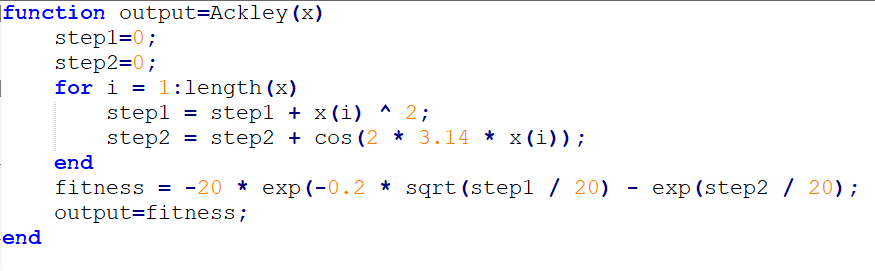 function output=Ackley(x)
    step1=0;
    step2=0;
    for i = 1:length(x)
        step1 = step1 + x(i) ^ 2;
        step2 = step2 + cos(2 * 3.14 * x(i));
    end
    fitness = -20 * exp(-0.2 * sqrt(step1 / 20) - exp(step2 / 20);
    output=fitness;
end